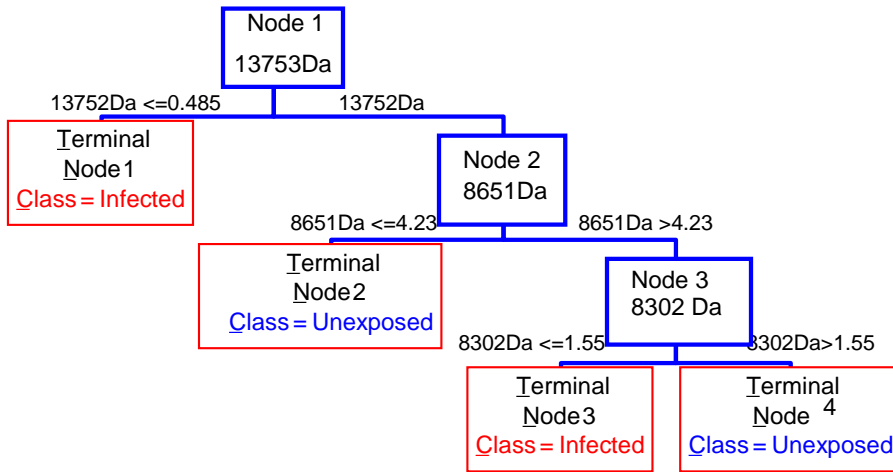 Node 1
13753Da
13752Da <=0.485
13752Da
Terminal
Node1
Class = Infected
Node 2
8651Da
8651Da <=4.23
8651Da >4.23
Terminal
Node2
Class = Unexposed
Node 3
8302 Da
8302Da <=1.55
8302Da>1.55
Terminal
Node3
Class = Infected
Terminal
Node 4
Class = Unexposed